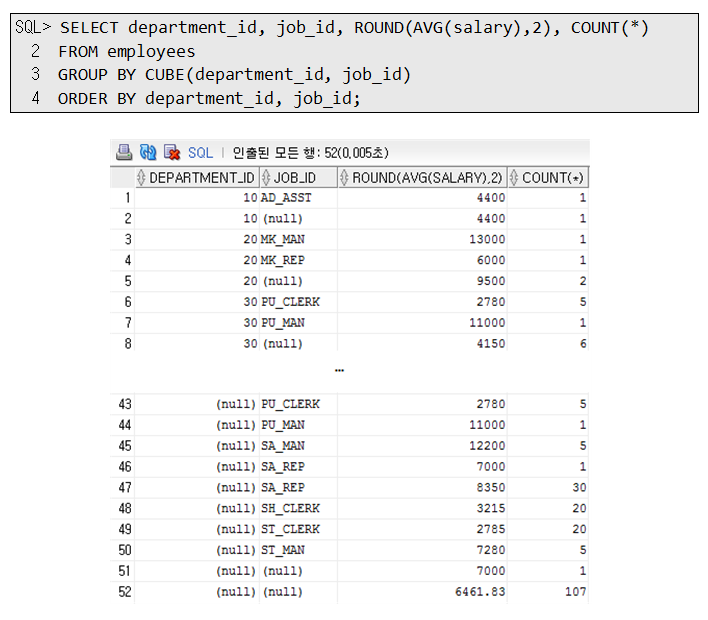 SQL> SELECT department_id, job_id, ROUND(AVG(salary),2), COUNT(*)
2 FROM employees
3 GROUP BY CUBE(department_id, job_id)
4 ORDER BY department_id, job_id;
SQL | 인출된 모든 행: 52(0,005초)
DEPARTMENT_ID JOB_ID ROUND(AVG(SALARY),2) COUNT(*)
1 10 AD_ASST 4400 1
2 10 (null) 4400 1
3 20 MK_MAN 13000 1
4 20 MK_REP 6000 1
5 20 (null) 9500 2
6 30 PU_CLERK 2780 5
7 30 PU_MAN 11000 1
8 30 (null) 4150 6
...
43 (null) PU_CLERK 2780 5
44 (null) PU_MAN 11000 1
45 (null) SA_MAN 12200 5
46 (null) SA_REP 7000 1
47 (null) SA_REP 8350 30
48 (null) SH_CLERK 3215 20
49 (null) ST_CLERK 2785 20
50 (null) ST_MAN 7280 5
51 (null) (null) 7000 1
52 (null) (null) 6461.83 107